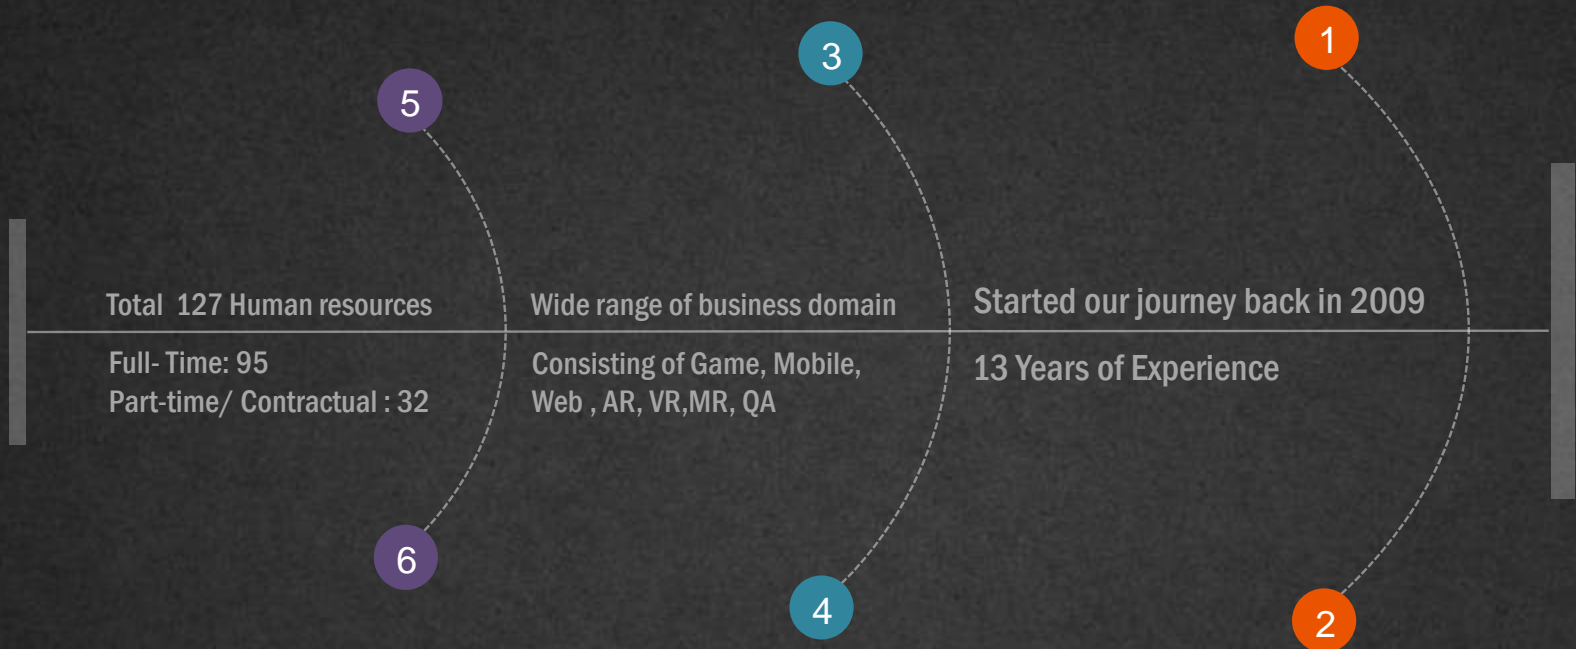 1
Started our journey back in 2009
13 Years of Experience
2
3
Wide range of business domain
Consisting of Game, Mobile,
Web , AR, VR,MR, QA
4
5
Total  127 Human resources
Full- Time: 95
Part-time/ Contractual : 32
6